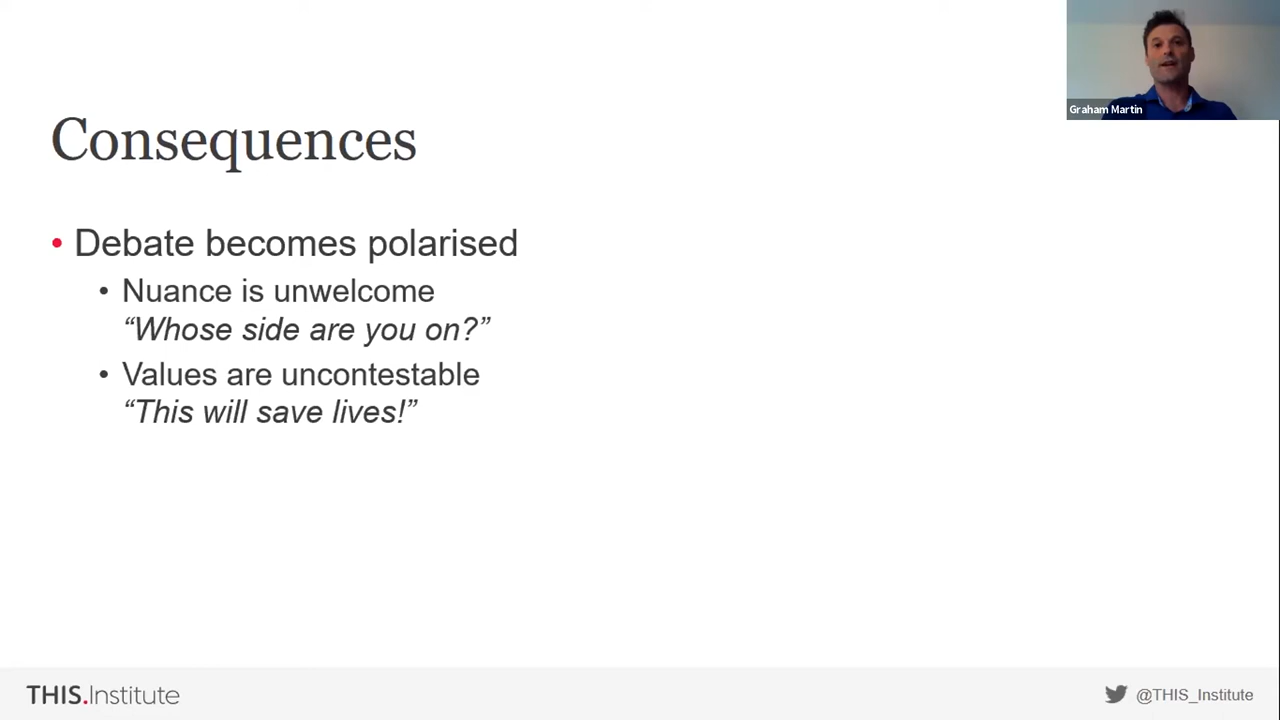 Graham Martin
Consequences
• Debate becomes polarised
• Nuance is unwelcome
“Whose side are you on?”
• Values are uncontestable
“This will save lives!”
THIS.Institute
@THIS_Institute